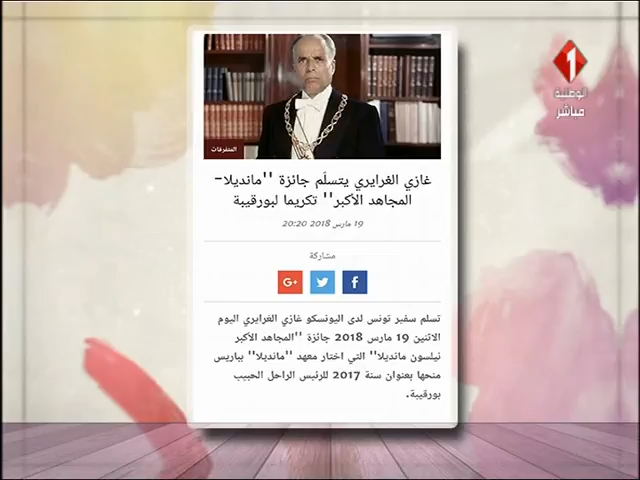 الوطنية
مباشر
المتفرقات
غازي الغرايري يتسلّم جائزة ''مانديلا-
المجاهد الأكبر'' تكريما لبورقيبة
19 مارس 2018 20:20
مشاركة
G+
f
تسلم سفير تونس لدى اليونسكو غازي الغرايري اليوم
الاثنين 19 مارس 2018 جائزة ''المجاهد الأكبر
نيلسون مانديلا'' التي اختار معهد ''مانديلا'' بباريس
منحها بعنوان سنة 2017 للرئيس الراحل الحبيب
بورقيبة.